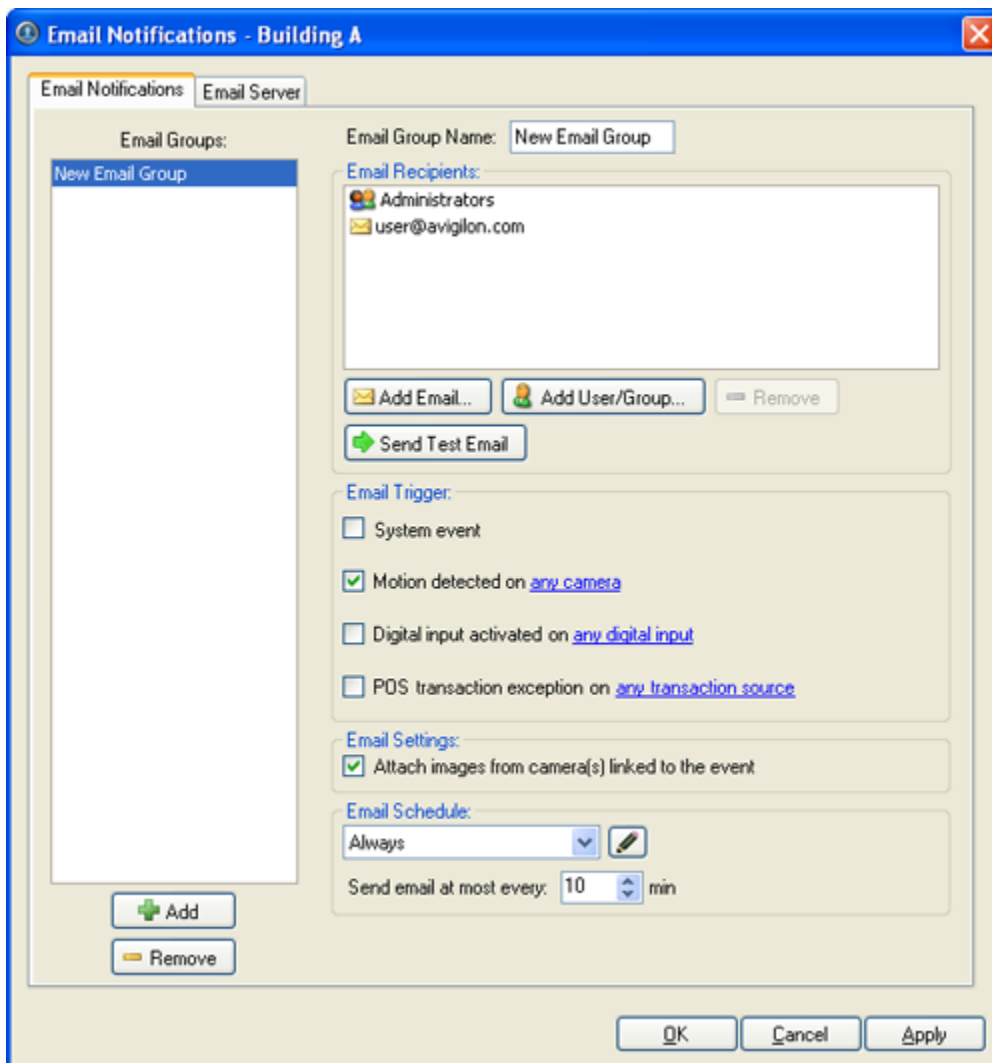 Email Notifications - Building A
Email Notifications
Email Server
Email Groups:
New Email Group
Add
Remove
Email Group Name: New Email Group
Email Recipients:
Administrators
user@avigilon.com
Add Email...
Add User/Group...
Remove
Send Test Email
Email Trigger:
System event
Motion detected on any camera
Digital input activated on any digital input
POS transaction exception on any transaction source
Email Settings:
Attach images from camera(s) linked to the event
Email Schedule:
Always
Send email at most every: 10 min
OK
Cancel
Apply